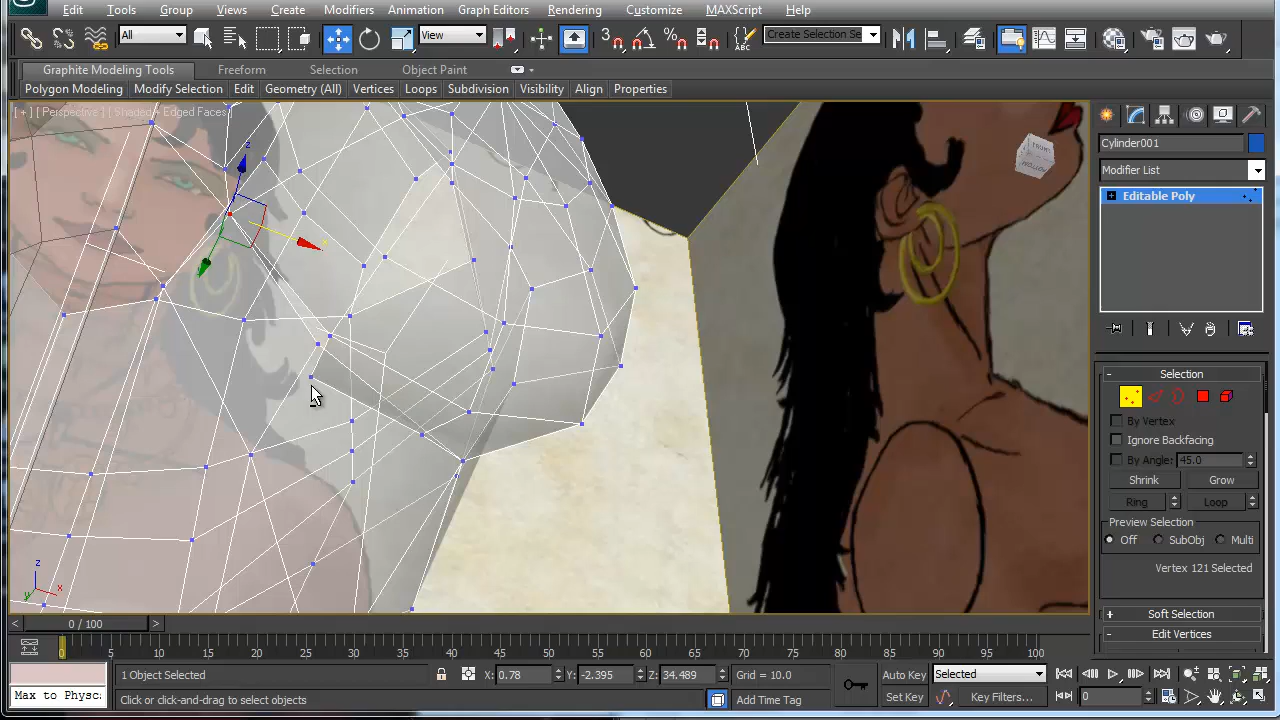 Edit Tools Group Views Create Modifiers Animation Graph Editors Rendering Customize MAXScript Help
All View 3 Create Selection Se
Graphite Modeling Tools Freeform Selection Object Paint
Polygon Modeling Modify Selection Edit Geometry (All) Vertices Loops Subdivision Visibility Align Properties
[ + ] [ Perspective ] [ Shaded + Edged Faces ]
Cylinder001
Modifier List
Editable Poly
Selection
By Vertex
Ignore Backfacing
By Angle: 45.0
Shrink Grow
Ring Loop
Preview Selection
Off SubObj Multi
Vertex 121 Selected
Soft Selection
Edit Vertices
z
x
z
x
y
0 / 100
0 5 10 15 20 25 30 35 40 45 50 55 60 65 70 75 80 85 90 95 100
1 Object Selected X: 0.78 Y: -2.395 Z: 34.489 Grid = 10.0 Auto Key Selected
Max to Physc Click or click-and-drag to select objects Add Time Tag Set Key Key Filters... 0